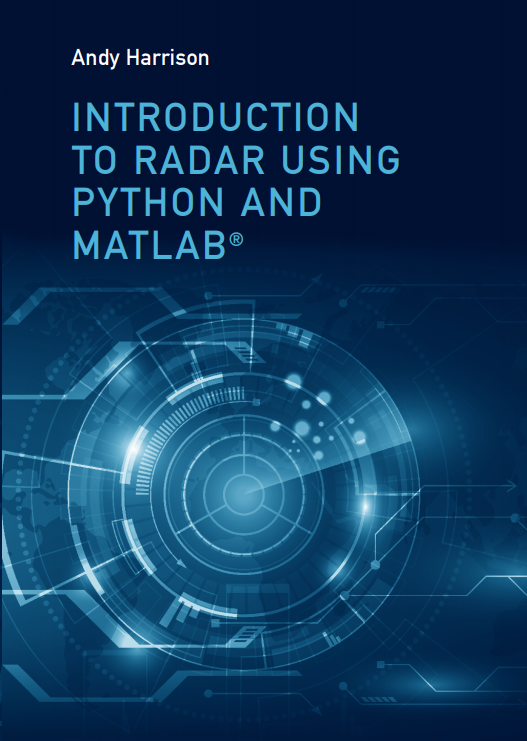 Andy Harrison
INTRODUCTION
TO RADAR USING
PYTHON AND
MATLAB®